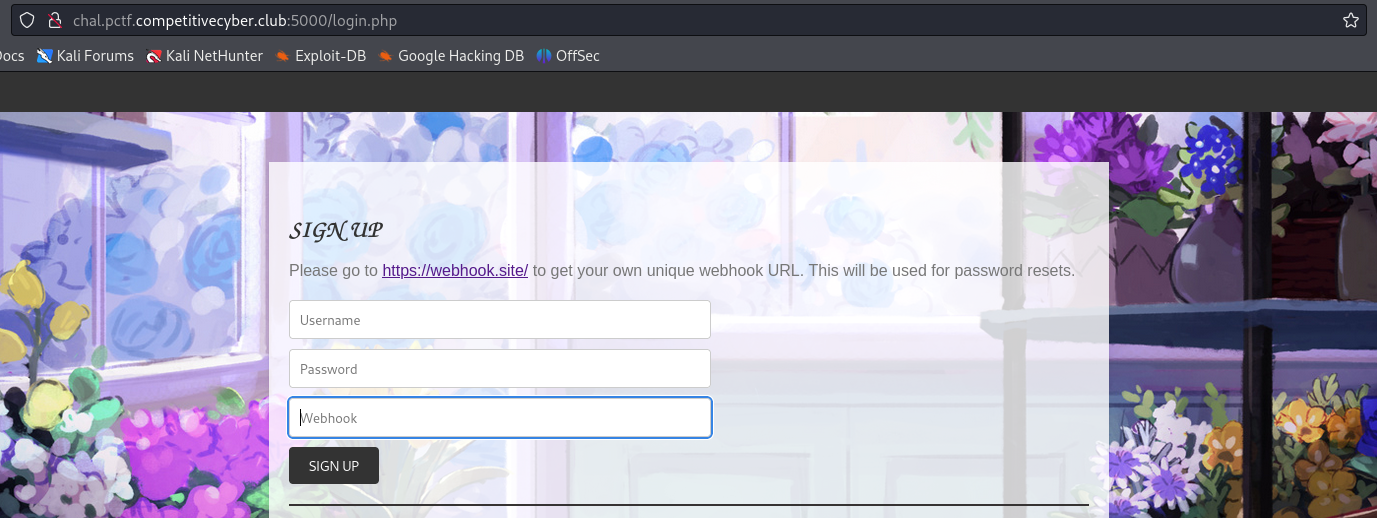 chal.pctf.competitivecyber.club:5000/login.php
Docs Kali Forums Kali NetHunter Exploit-DB Google Hacking DB OffSec
SIGN UP
Please go to https://webhook.site/ to get your own unique webhook URL. This will be used for password resets.
Username
Password
Webhook
SIGN UP